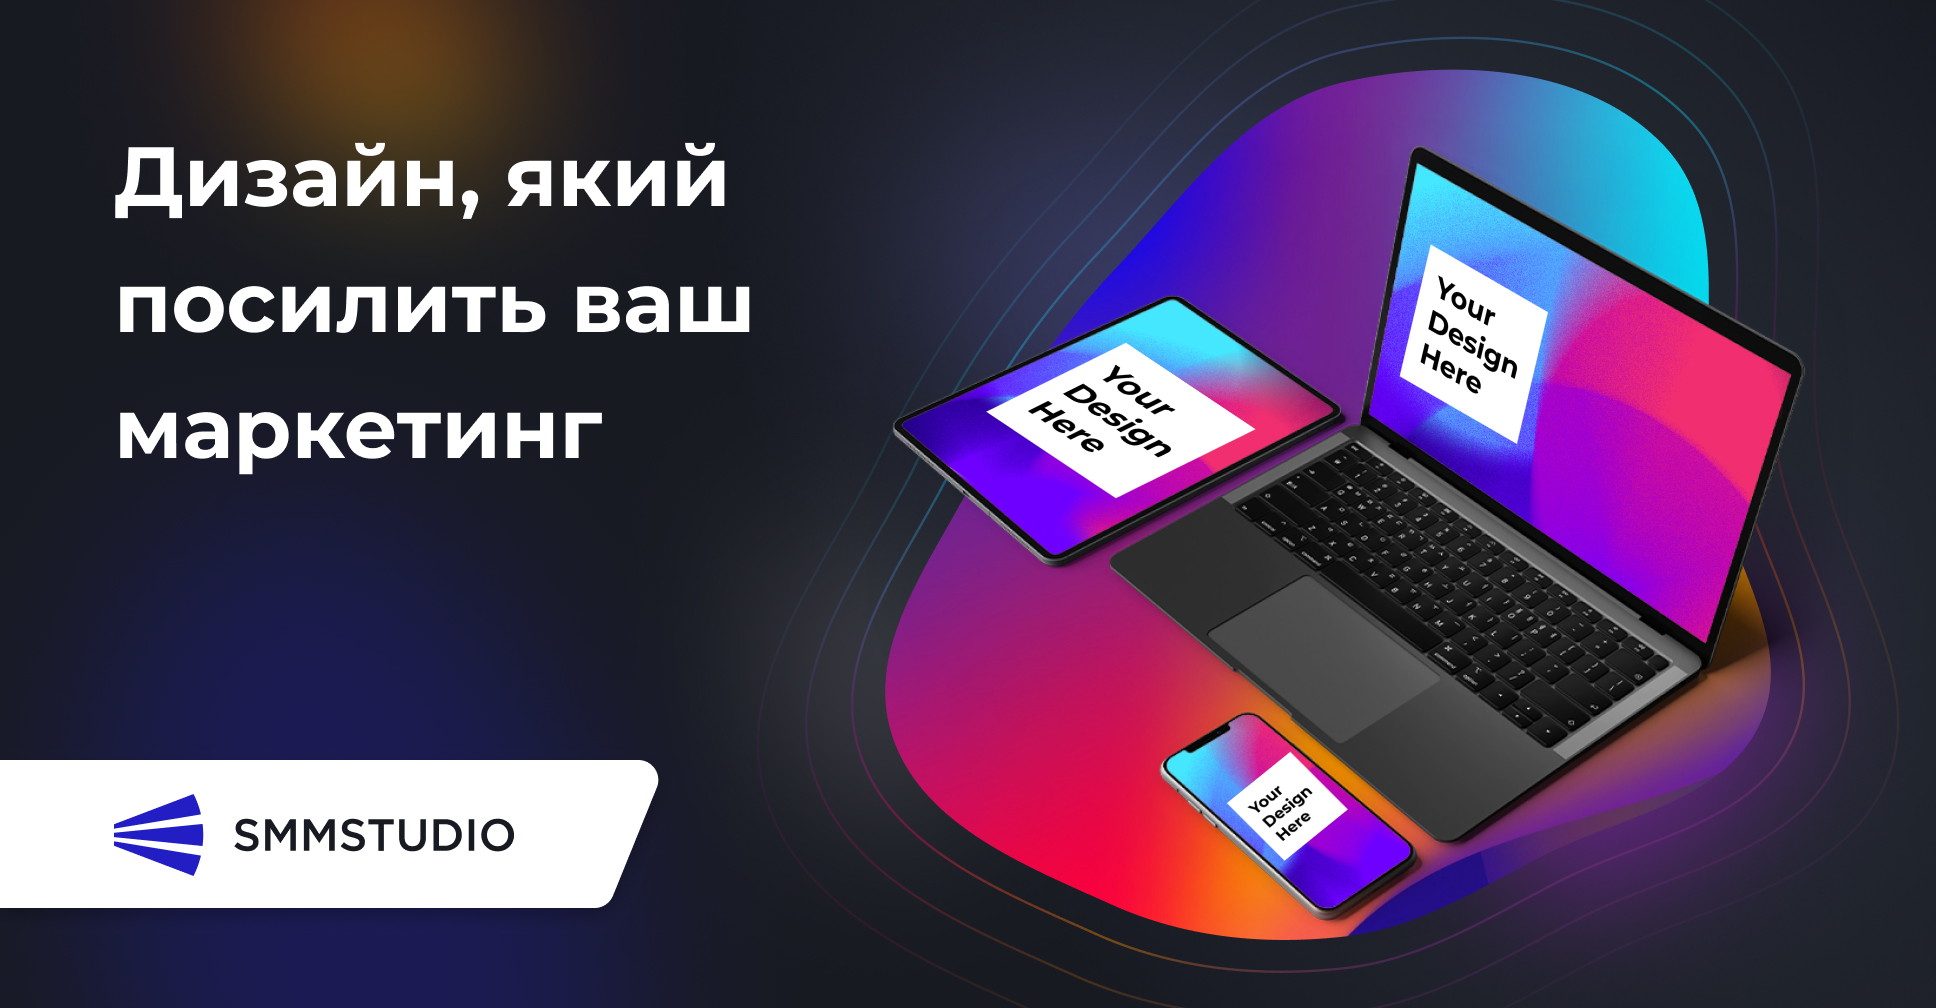 Дизайн, який
посилить ваш
маркетинг
SMMSTUDIO
Your
Design
Here
Your
Design
Here
Your
Design
Here